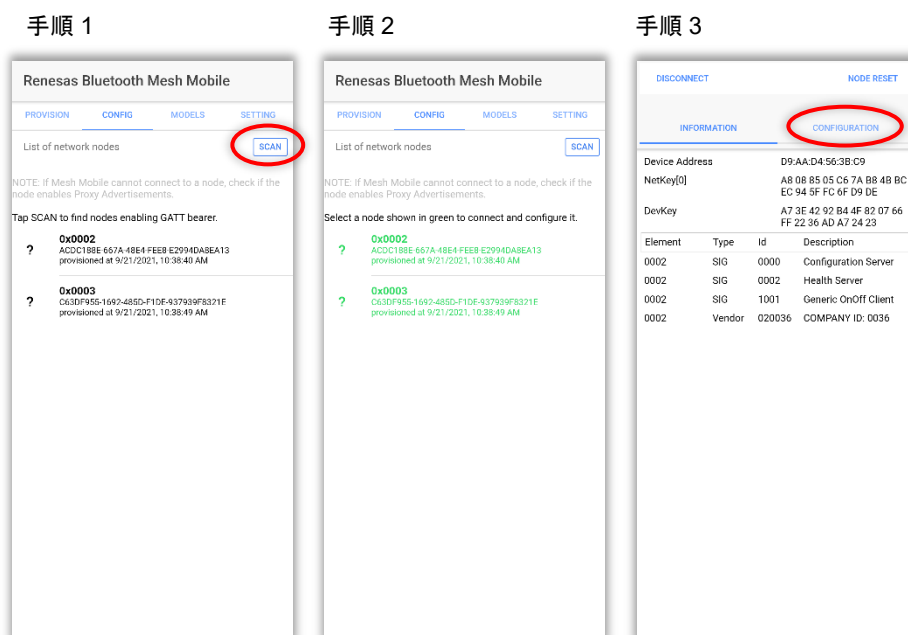 手順 1
Renesas Bluetooth Mesh Mobile
PROVISION CONFIG MODELS SETTING
List of network nodes SCAN
NOTE: If Mesh Mobile cannot connect to a node, check if the
node enables Proxy Advertisements.
Tap SCAN to find nodes enabling GATT bearer.
? 0x0002
ACDC188E-667A-48E4-FEE8-E2994DA8EA13
provisioned at 9/21/2021, 10:38:40 AM
? 0x0003
C63DF955-1692-485D-F1DE-937939F8321E
provisioned at 9/21/2021, 10:38:49 AM
手順 2
Renesas Bluetooth Mesh Mobile
PROVISION CONFIG MODELS SETTING
List of network nodes SCAN
NOTE: If Mesh Mobile cannot connect to a node, check if the
node enables Proxy Advertisements.
Select a node shown in green to connect and configure it.
? 0x0002
ACDC188E-667A-48E4-FEE8-E2994DA8EA13
provisioned at 9/21/2021, 10:38:40 AM
? 0x0003
C63DF955-1692-485D-F1DE-937939F8321E
provisioned at 9/21/2021, 10:38:49 AM
手順 3
DISCONNECT NODE RESET
INFORMATION CONFIGURATION
Device Address D9:AA:D4:56:3B:C9
NetKey[0] A8 08 85 05 C6 7A B8 4B BC
EC 94 5F FC 6F D9 DE
DevKey A7 3E 42 92 B4 4F 82 07 66
FF 22 36 AD A7 24 23
Element Type Id Description
0002 SIG 0000 Configuration Server
0002 SIG 0002 Health Server
0002 SIG 1001 Generic OnOff Client
0002 Vendor 020036 COMPANY ID: 0036